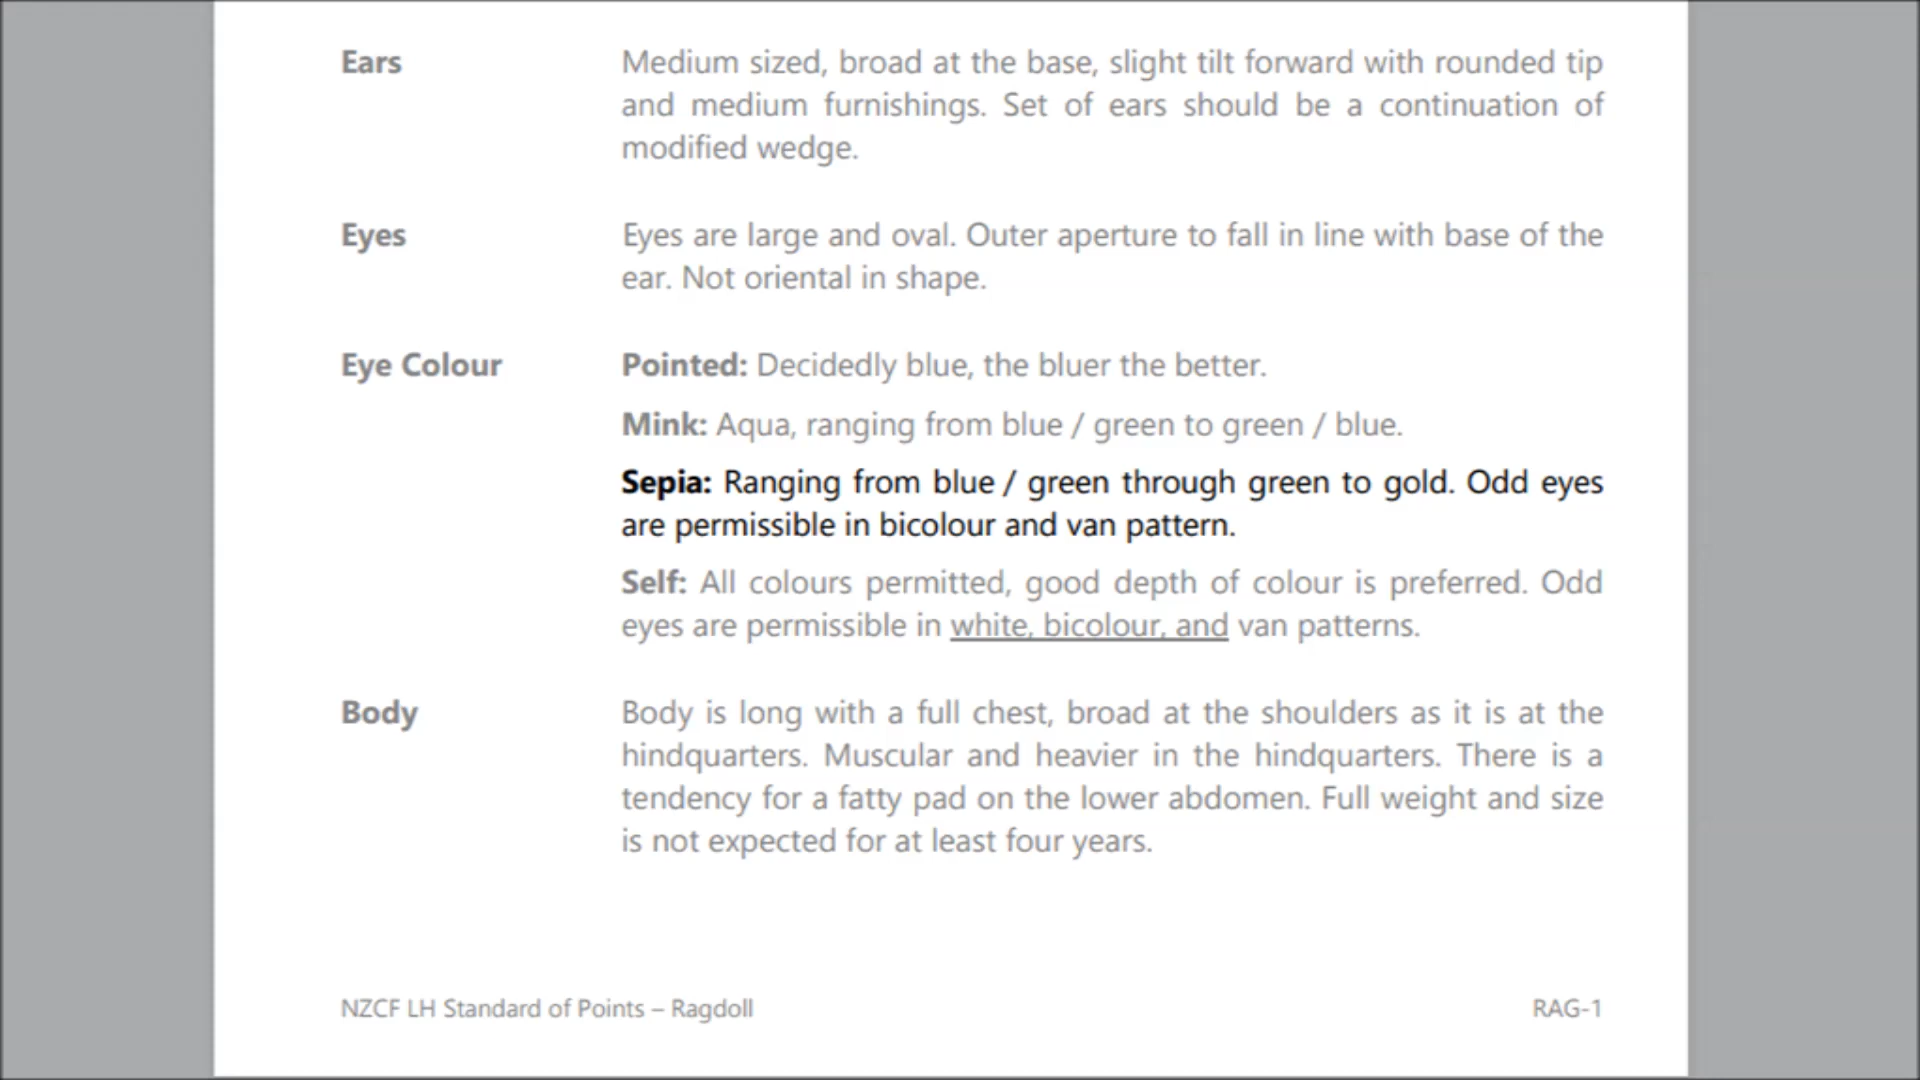 Ears
Medium sized, broad at the base, slight tilt forward with rounded tip
and medium furnishings. Set of ears should be a continuation of
modified wedge.
Eyes
Eyes are large and oval. Outer aperture to fall in line with base of the
ear. Not oriental in shape.
Eye Colour
Pointed: Decidedly blue, the bluer the better.
Mink: Aqua, ranging from blue / green to green / blue.
Sepia: Ranging from blue / green through green to gold. Odd eyes
are permissible in bicolour and van pattern.
Self: All colours permitted, good depth of colour is preferred. Odd
eyes are permissible in white, bicolour, and van patterns.
Body
Body is long with a full chest, broad at the shoulders as it is at the
hindquarters. Muscular and heavier in the hindquarters. There is a
tendency for a fatty pad on the lower abdomen. Full weight and size
is not expected for at least four years.
NZCF LH Standard of Points – Ragdoll
RAG-1